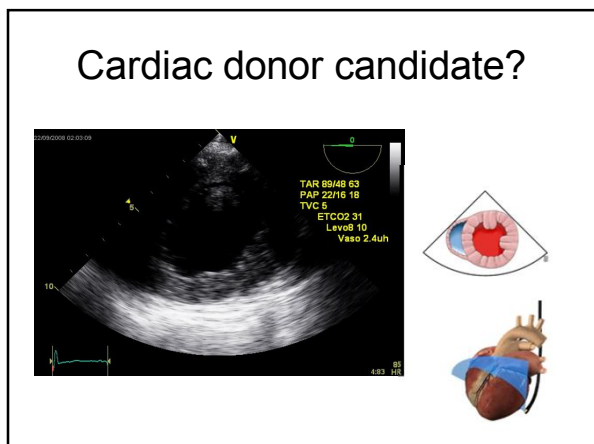 Cardiac donor candidate?
22/09/2008 02:03:09
V
0
TAR 89/48 63
PAP 22/16 18
TVC 5
ETCO2 31
Levo8 10
Vaso 2.4uh
5
10
85
4:83 HR